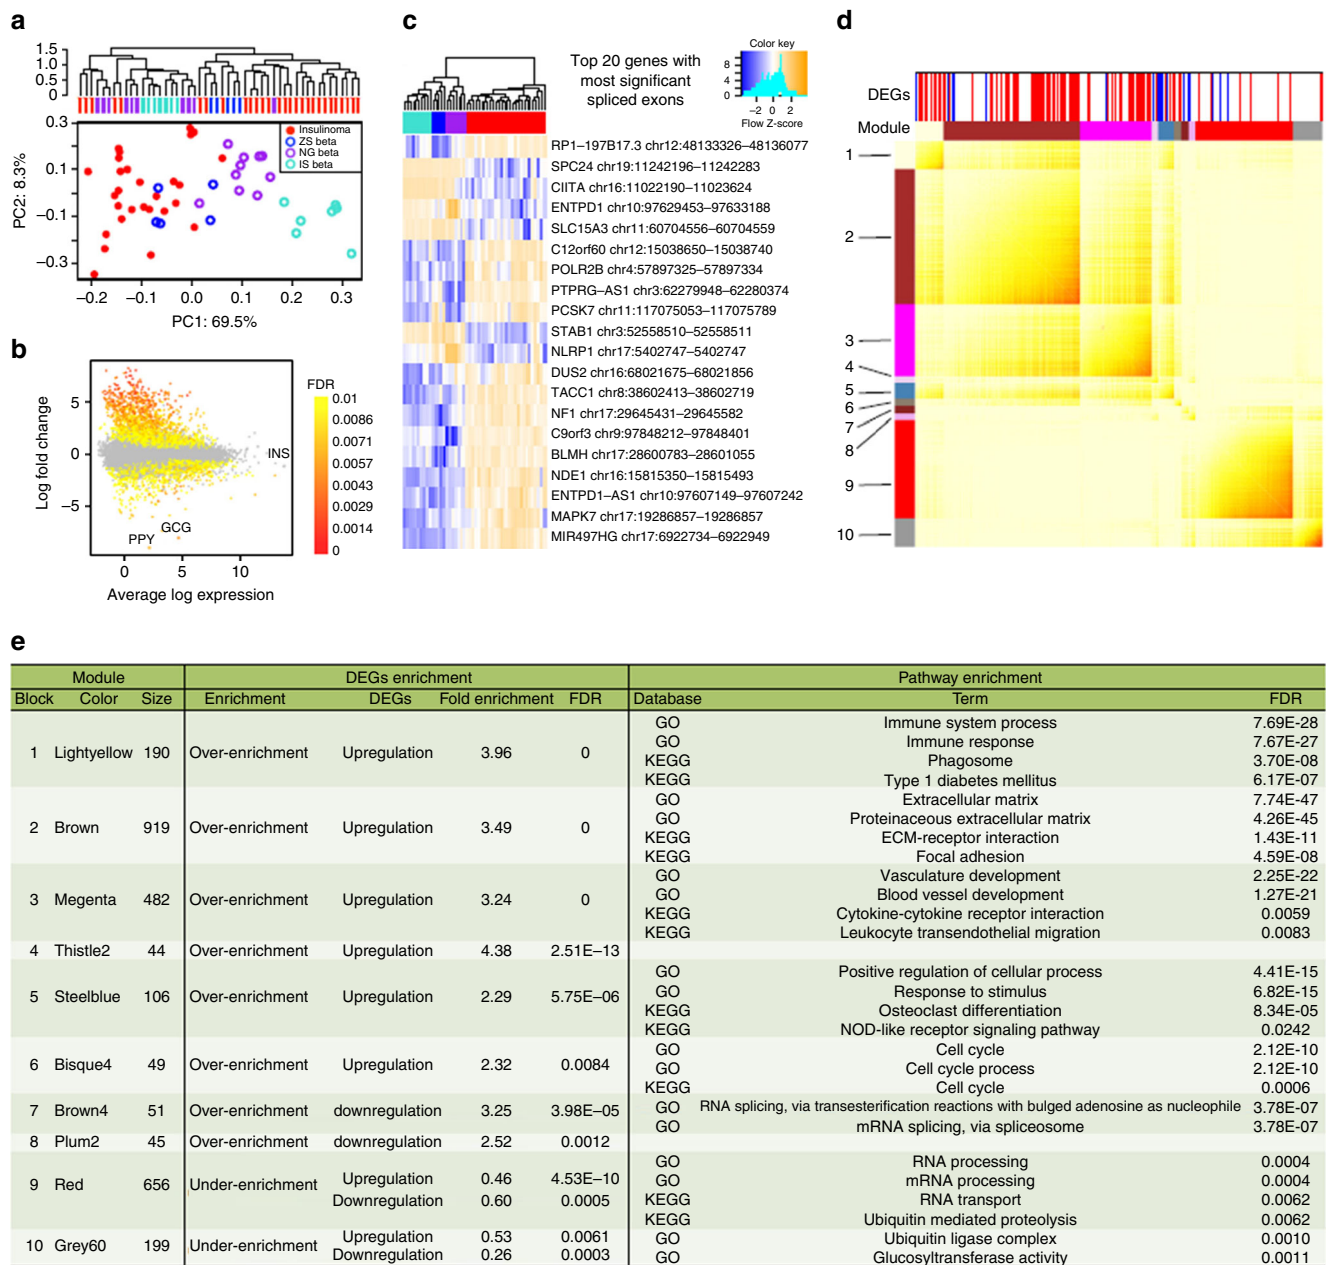 a
1.5
1.0
0.5
0
0.3
0.1
−0.1
−0.3
PC2: 8.3%
Insulinoma
ZS beta
NG beta
IS beta
−0.2 −0.1 0.0 0.1 0.2 0.3
PC1: 69.5%
b
5
0
−5
Log fold change
INS
GCG
PPY
0 5 10
Average log expression
FDR
0.01
0.0086
0.0071
0.0057
0.0043
0.0029
0.0014
0
c
Top 20 genes with
most significant
spliced exons
Color key
8
4
0
−2 0 2
Flow Z-score
RP1−197B17.3 chr12:48133326−48136077
SPC24 chr19:11242196−11242283
CIITA chr16:11022190−11023624
ENTPD1 chr10:97629453−97633188
SLC15A3 chr11:60704556−60704559
C12orf60 chr12:15038650−15038740
POLR2B chr4:57897325−57897334
PTPRG−AS1 chr3:62279948−62280374
PCSK7 chr11:117075053−117075789
STAB1 chr3:52558510−52558511
NLRP1 chr17:5402747−5402747
DUS2 chr16:68021675−68021856
TACC1 chr8:38602413−38602719
NF1 chr17:29645431−29645582
C9orf3 chr9:97848212−97848401
BLMH chr17:28600783−28601055
NDE1 chr16:15815350−15815493
ENTPD1−AS1 chr10:97607149−97607242
MAPK7 chr17:19286857−19286857
MIR497HG chr17:6922734−6922949
d
DEGs
Module
1
2
3
4
5
6
7
8
9
10
e
Module DEGs enrichment Pathway enrichment
Block Color Size Enrichment DEGs Fold enrichment FDR Database Term FDR
1 Lightyellow 190 Over-enrichment Upregulation 3.96 0
GO Immune system process 7.69E-28
GO Immune response 7.67E-27
KEGG Phagosome 3.70E-08
KEGG Type 1 diabetes mellitus 6.17E-07
2 Brown 919 Over-enrichment Upregulation 3.49 0
GO Extracellular matrix 7.74E-47
GO Proteinaceous extracellular matrix 4.26E-45
KEGG ECM-receptor interaction 1.43E-11
KEGG Focal adhesion 4.59E-08
3 Megenta 482 Over-enrichment Upregulation 3.24 0
GO Vasculature development 2.25E-22
GO Blood vessel development 1.27E-21
KEGG Cytokine-cytokine receptor interaction 0.0059
KEGG Leukocyte transendothelial migration 0.0083
4 Thistle2 44 Over-enrichment Upregulation 4.38 2.51E−13
5 Steelblue 106 Over-enrichment Upregulation 2.29 5.75E−06
GO Positive regulation of cellular process 4.41E-15
GO Response to stimulus 6.82E-15
KEGG Osteoclast differentiation 8.34E-05
KEGG NOD-like receptor signaling pathway 0.0242
6 Bisque4 49 Over-enrichment Upregulation 2.32 0.0084
GO Cell cycle 2.12E-10
GO Cell cycle process 2.12E-10
KEGG Cell cycle 0.0006
7 Brown4 51 Over-enrichment downregulation 3.25 3.98E−05
GO RNA splicing, via transesterification reactions with bulged adenosine as nucleophile 3.78E-07
GO mRNA splicing, via spliceosome 3.78E-07
8 Plum2 45 Over-enrichment downregulation 2.52 0.0012
9 Red 656 Under-enrichment
Upregulation 0.46 4.53E−10
Downregulation 0.60 0.0005
GO RNA processing 0.0004
GO mRNA processing 0.0004
KEGG RNA transport 0.0062
KEGG Ubiquitin mediated proteolysis 0.0062
10 Grey60 199 Under-enrichment
Upregulation 0.53 0.0061
Downregulation 0.26 0.0003
GO Ubiquitin ligase complex 0.0010
GO Glucosyltransferase activity 0.0011